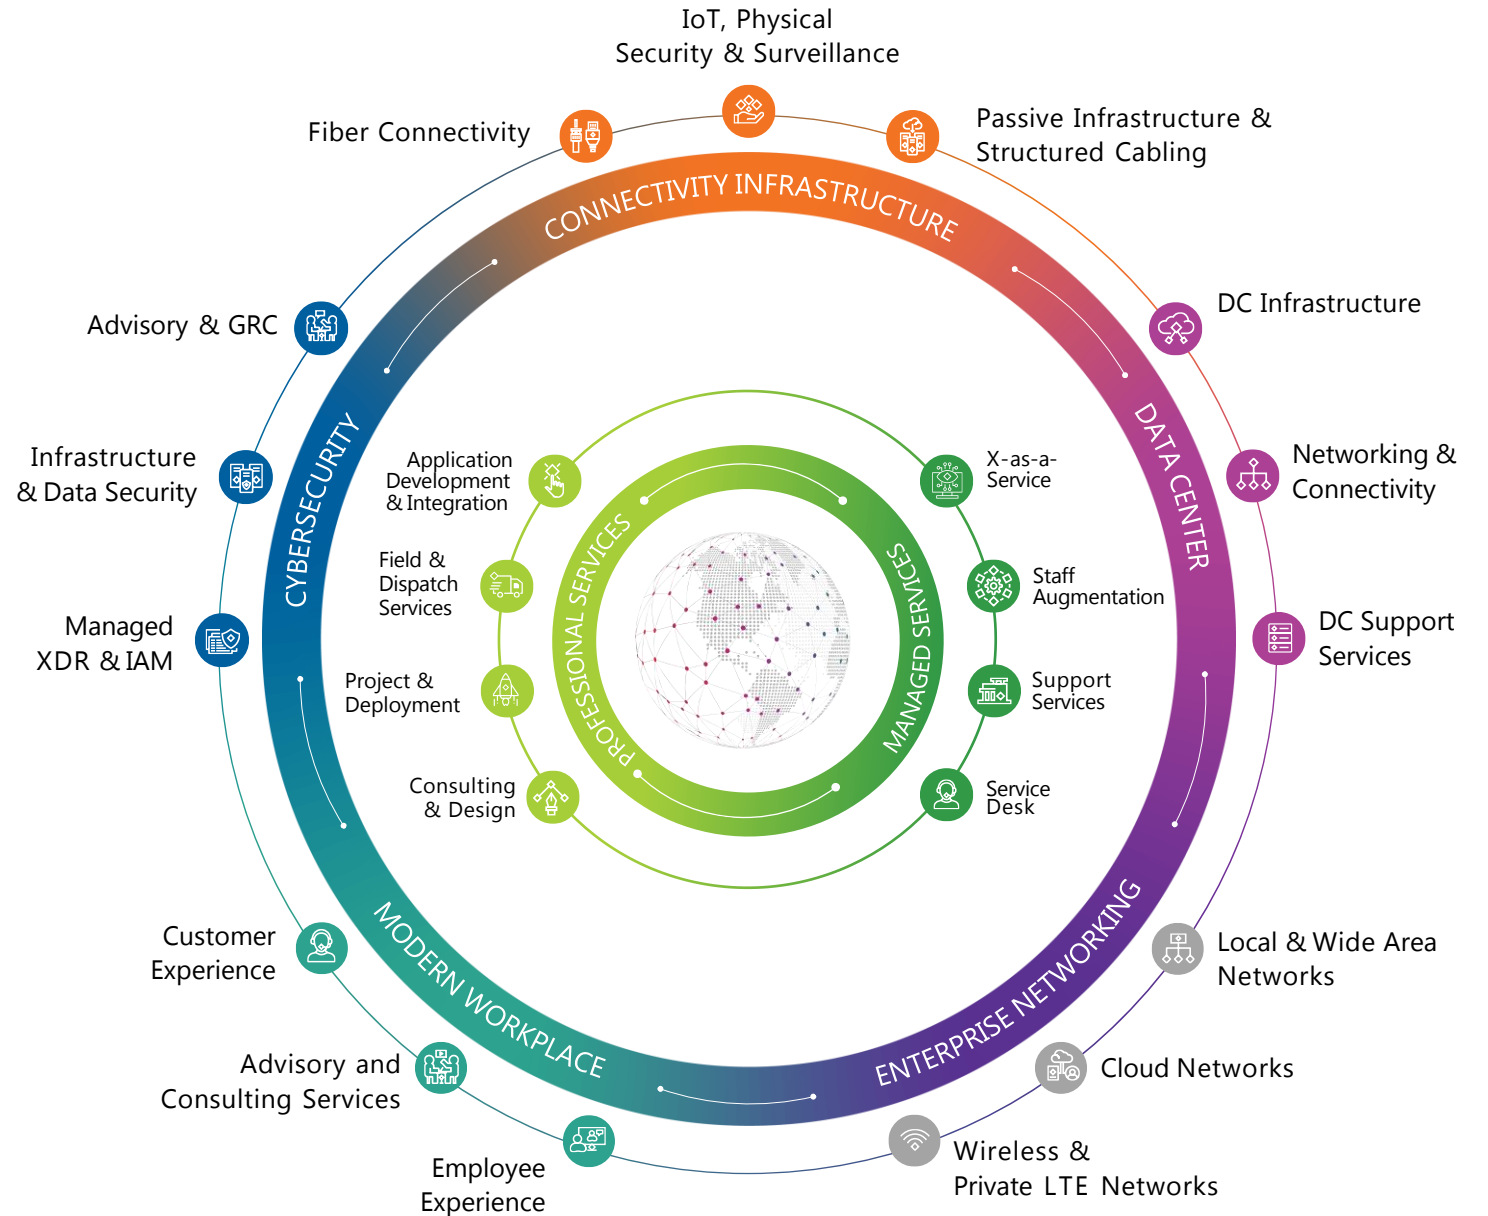 IoT, Physical
Security & Surveillance
Fiber Connectivity
Passive Infrastructure &
Structured Cabling
CONNECTIVITY INFRASTRUCTURE
Advisory & GRC
DC Infrastructure
Infrastructure
& Data Security
CYBERSECURITY
DATA CENTER
Networking &
Connectivity
Managed
XDR & IAM
DC Support
Services
Application
Development
& Integration
X-as-a-
Service
Field &
Dispatch
Services
PROFESSIONAL SERVICES
MANAGED SERVICES
Staff
Augmentation
Project &
Deployment
Support
Services
Consulting
& Design
Service
Desk
MODERN WORKPLACE
ENTERPRISE NETWORKING
Customer
Experience
Local & Wide Area
Networks
Advisory and
Consulting Services
Cloud Networks
Employee
Experience
Wireless &
Private LTE Networks